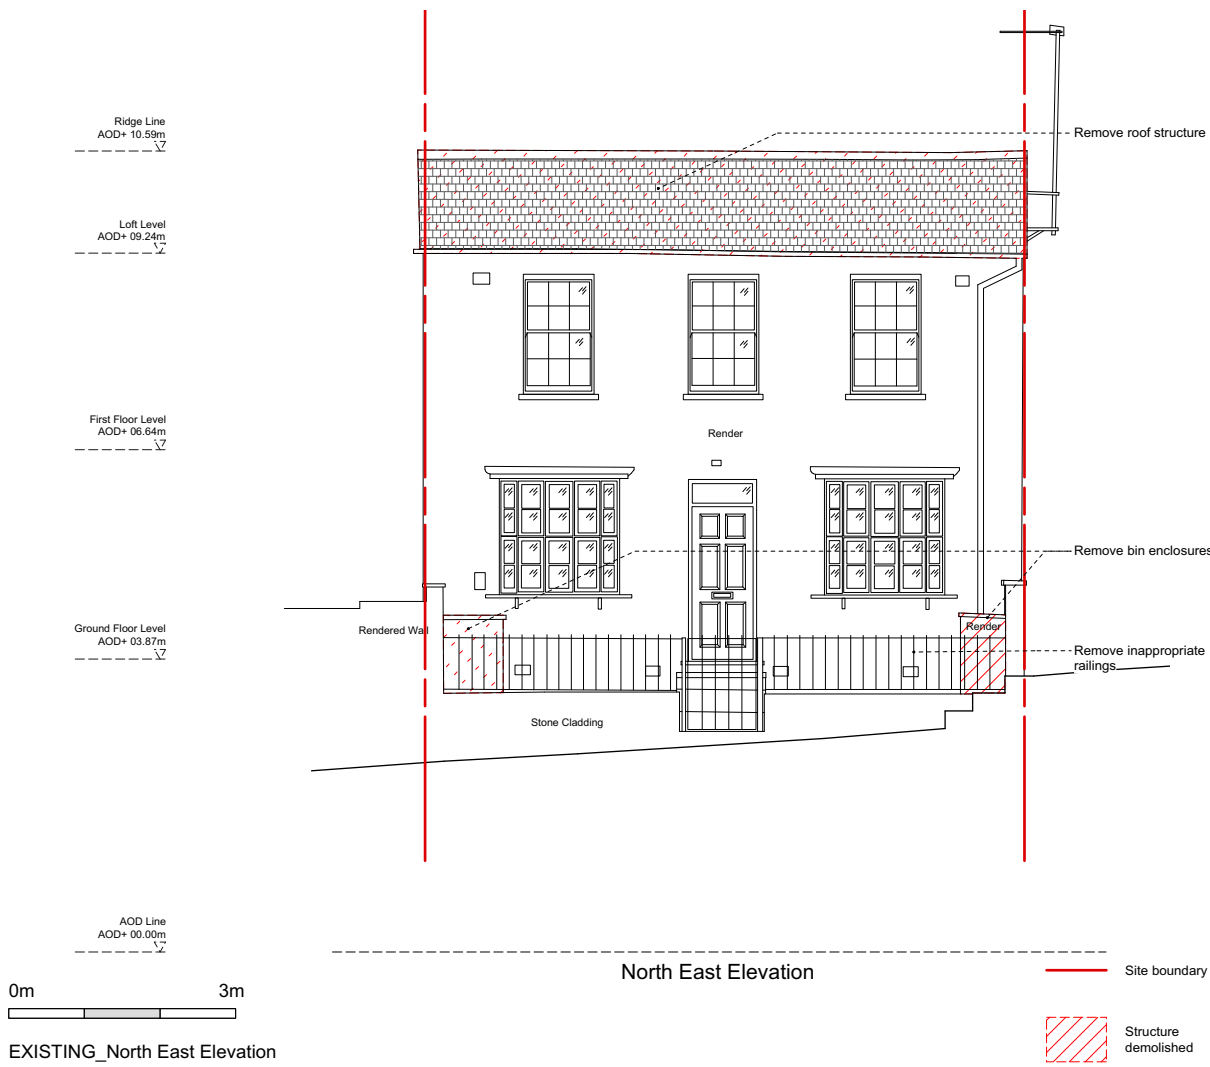 Ridge Line
AOD+ 10.59m
Remove roof structure
Loft Level
AOD+ 09.24m
First Floor Level
AOD+ 06.64m
Render
Remove bin enclosures
Ground Floor Level
AOD+ 03.87m
Rendered Wall
Render
Remove inappropriate
railings
Stone Cladding
AOD Line
AOD+ 00.00m
North East Elevation
Site boundary
0m
3m
Structure
demolished
EXISTING_North East Elevation